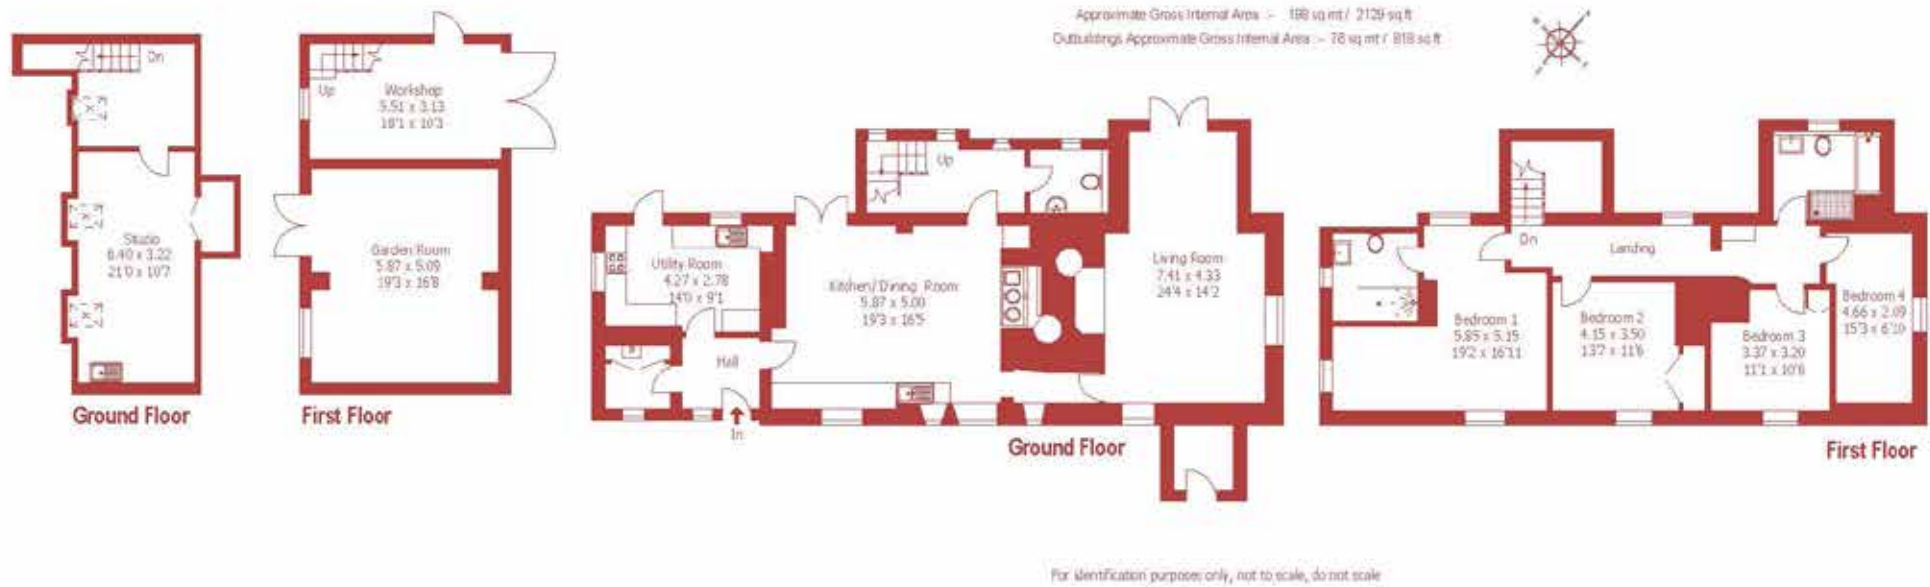 Approximate Gross Internal Area :- 198 sq mt / 2129 sq ft
Outbuildings Approximate Gross Internal Area :- 76 sq mt / 818 sq ft
Dn
Studio
6.40 x 3.22
21'0 x 10'7
Ground Floor
Up
Workshop
5.51 x 3.13
18'1 x 10'3
Garden Room
5.87 x 5.09
19'3 x 16'8
First Floor
Utility Room
4.27 x 2.78
14'0 x 9'1
Hall
In
Kitchen/Dining Room
5.87 x 5.00
19'3 x 16'5
Up
Living Room
7.41 x 4.33
24'4 x 14'2
Ground Floor
Dn
Landing
Bedroom 1
5.85 x 5.15
19'2 x 16'11
Bedroom 2
4.15 x 3.50
13'7 x 11'6
Bedroom 3
3.37 x 3.20
11'1 x 10'6
Bedroom 4
4.66 x 2.09
15'3 x 6'10
First Floor
For identification purposes only, not to scale, do not scale